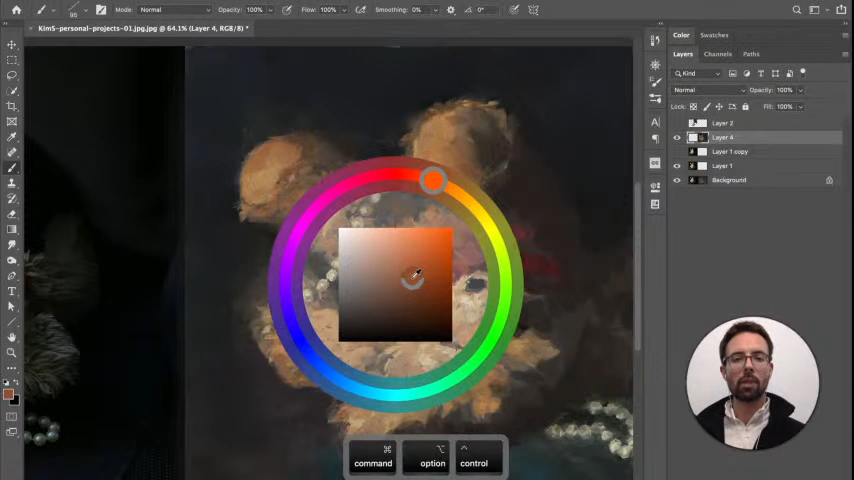 Mode: Normal Opacity: 100% Flow: 100% Smoothing: 0% 0°
95
KimS-personal-projects-01.jpg.jpg @ 64.1% (Layer 4, RGB/8) *
Color Swatches
Layers Channels Paths
Kind
Normal Opacity: 100%
Lock: Fill: 100%
Layer 2
Layer 4
Layer 1 copy
Layer 1
Background
command option control